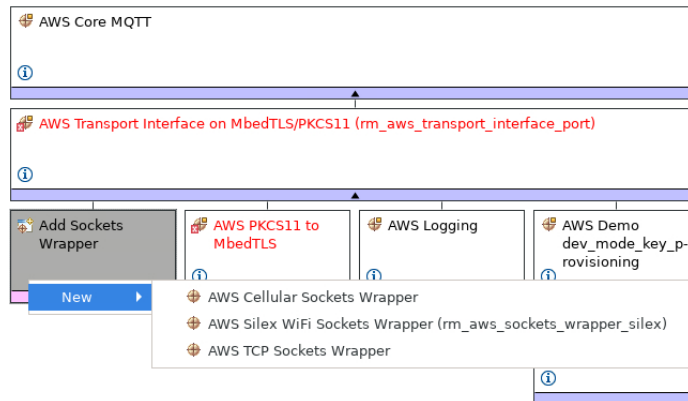 AWS Core MQTT
AWS Transport Interface on MbedTLS/PKCS11 (rm_aws_transport_interface_port)
Add Sockets
Wrapper
AWS PKCS11 to
MbedTLS
AWS Logging
AWS Demo
dev_mode_key_p-
rovisioning
New
AWS Cellular Sockets Wrapper
AWS Silex WiFi Sockets Wrapper (rm_aws_sockets_wrapper_silex)
AWS TCP Sockets Wrapper